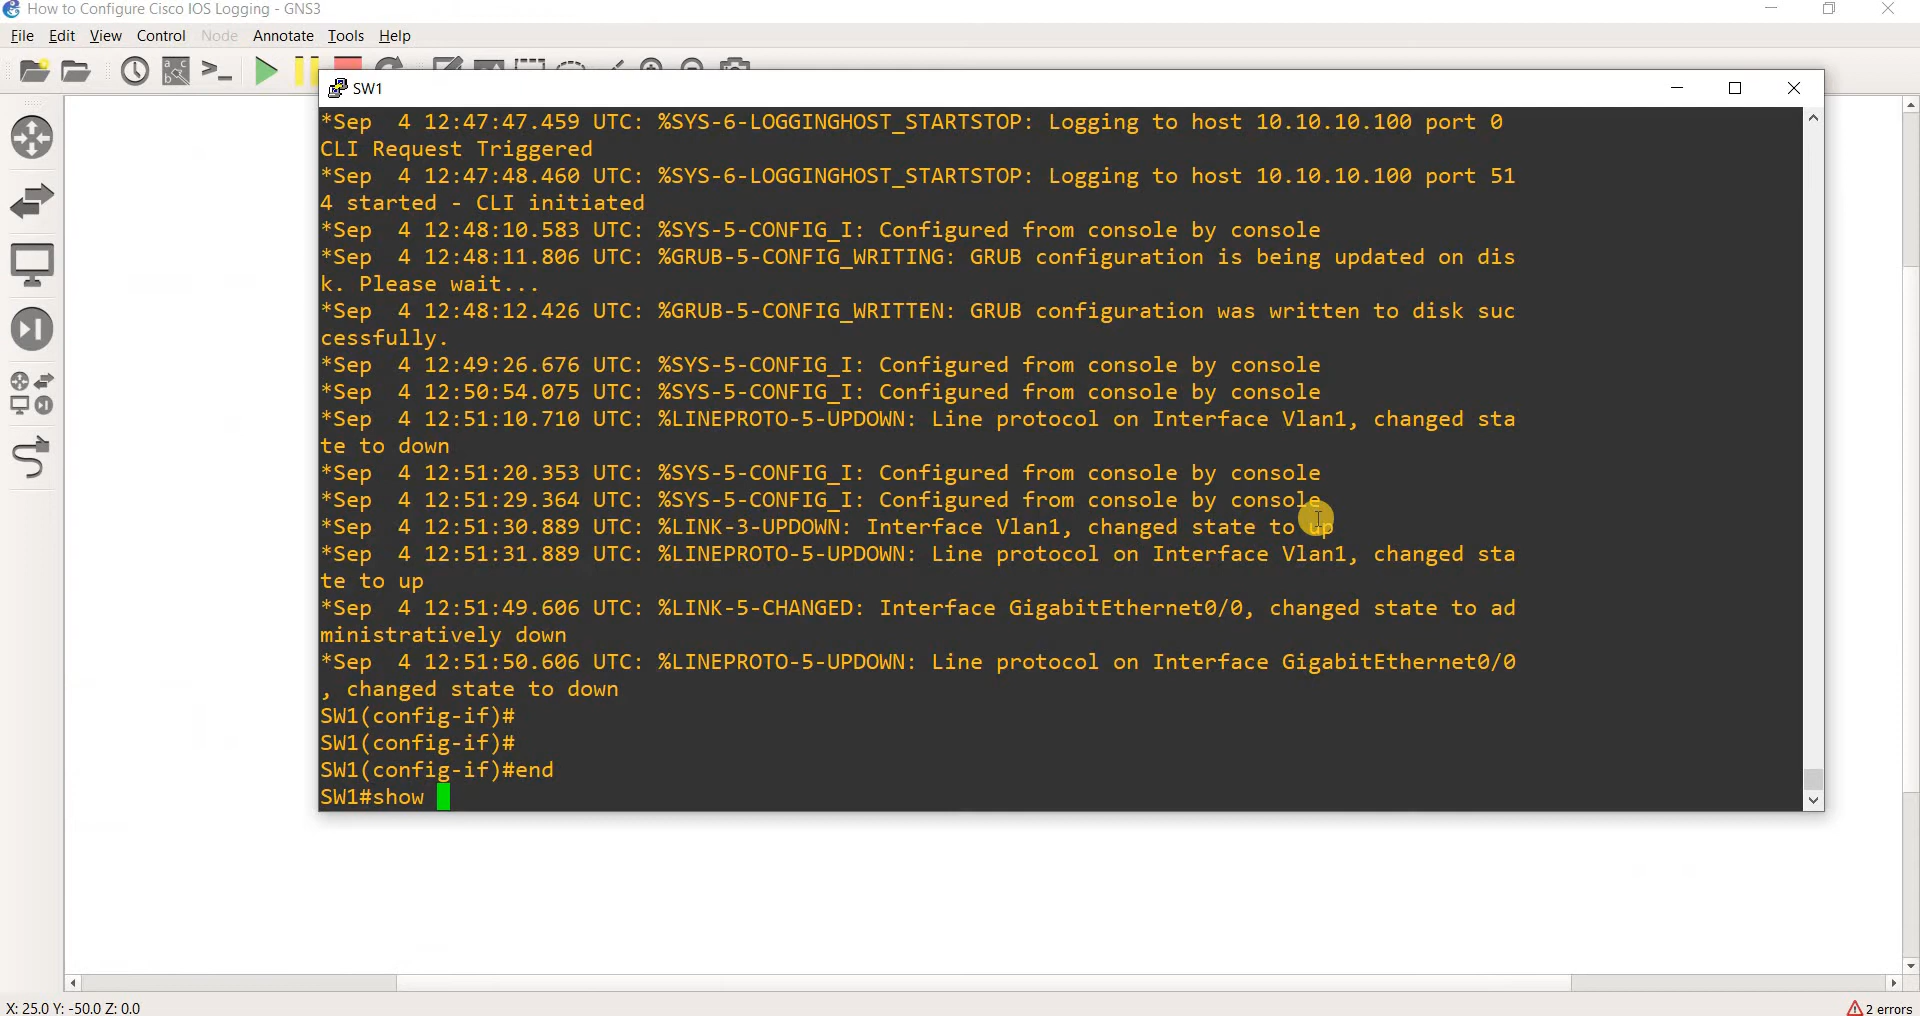 How to Configure Cisco IOS Logging - GNS3
File Edit View Control Node Annotate Tools Help
SW1
*Sep  4 12:47:47.459 UTC: %SYS-6-LOGGINGHOST_STARTSTOP: Logging to host 10.10.10.100 port 0
CLI Request Triggered
*Sep  4 12:47:48.460 UTC: %SYS-6-LOGGINGHOST_STARTSTOP: Logging to host 10.10.10.100 port 51
4 started - CLI initiated
*Sep  4 12:48:10.583 UTC: %SYS-5-CONFIG_I: Configured from console by console
*Sep  4 12:48:11.806 UTC: %GRUB-5-CONFIG_WRITING: GRUB configuration is being updated on dis
k. Please wait...
*Sep  4 12:48:12.426 UTC: %GRUB-5-CONFIG_WRITTEN: GRUB configuration was written to disk suc
cessfully.
*Sep  4 12:49:26.676 UTC: %SYS-5-CONFIG_I: Configured from console by console
*Sep  4 12:50:54.075 UTC: %SYS-5-CONFIG_I: Configured from console by console
*Sep  4 12:51:10.710 UTC: %LINEPROTO-5-UPDOWN: Line protocol on Interface Vlan1, changed sta
te to down
*Sep  4 12:51:20.353 UTC: %SYS-5-CONFIG_I: Configured from console by console
*Sep  4 12:51:29.364 UTC: %SYS-5-CONFIG_I: Configured from console by console
*Sep  4 12:51:30.889 UTC: %LINK-3-UPDOWN: Interface Vlan1, changed state to up
*Sep  4 12:51:31.889 UTC: %LINEPROTO-5-UPDOWN: Line protocol on Interface Vlan1, changed sta
te to up
*Sep  4 12:51:49.606 UTC: %LINK-5-CHANGED: Interface GigabitEthernet0/0, changed state to ad
ministratively down
*Sep  4 12:51:50.606 UTC: %LINEPROTO-5-UPDOWN: Line protocol on Interface GigabitEthernet0/0
, changed state to down
SW1(config-if)#
SW1(config-if)#
SW1(config-if)#end
SW1#show
X: 25.0 Y: -50.0 Z: 0.0
2 errors